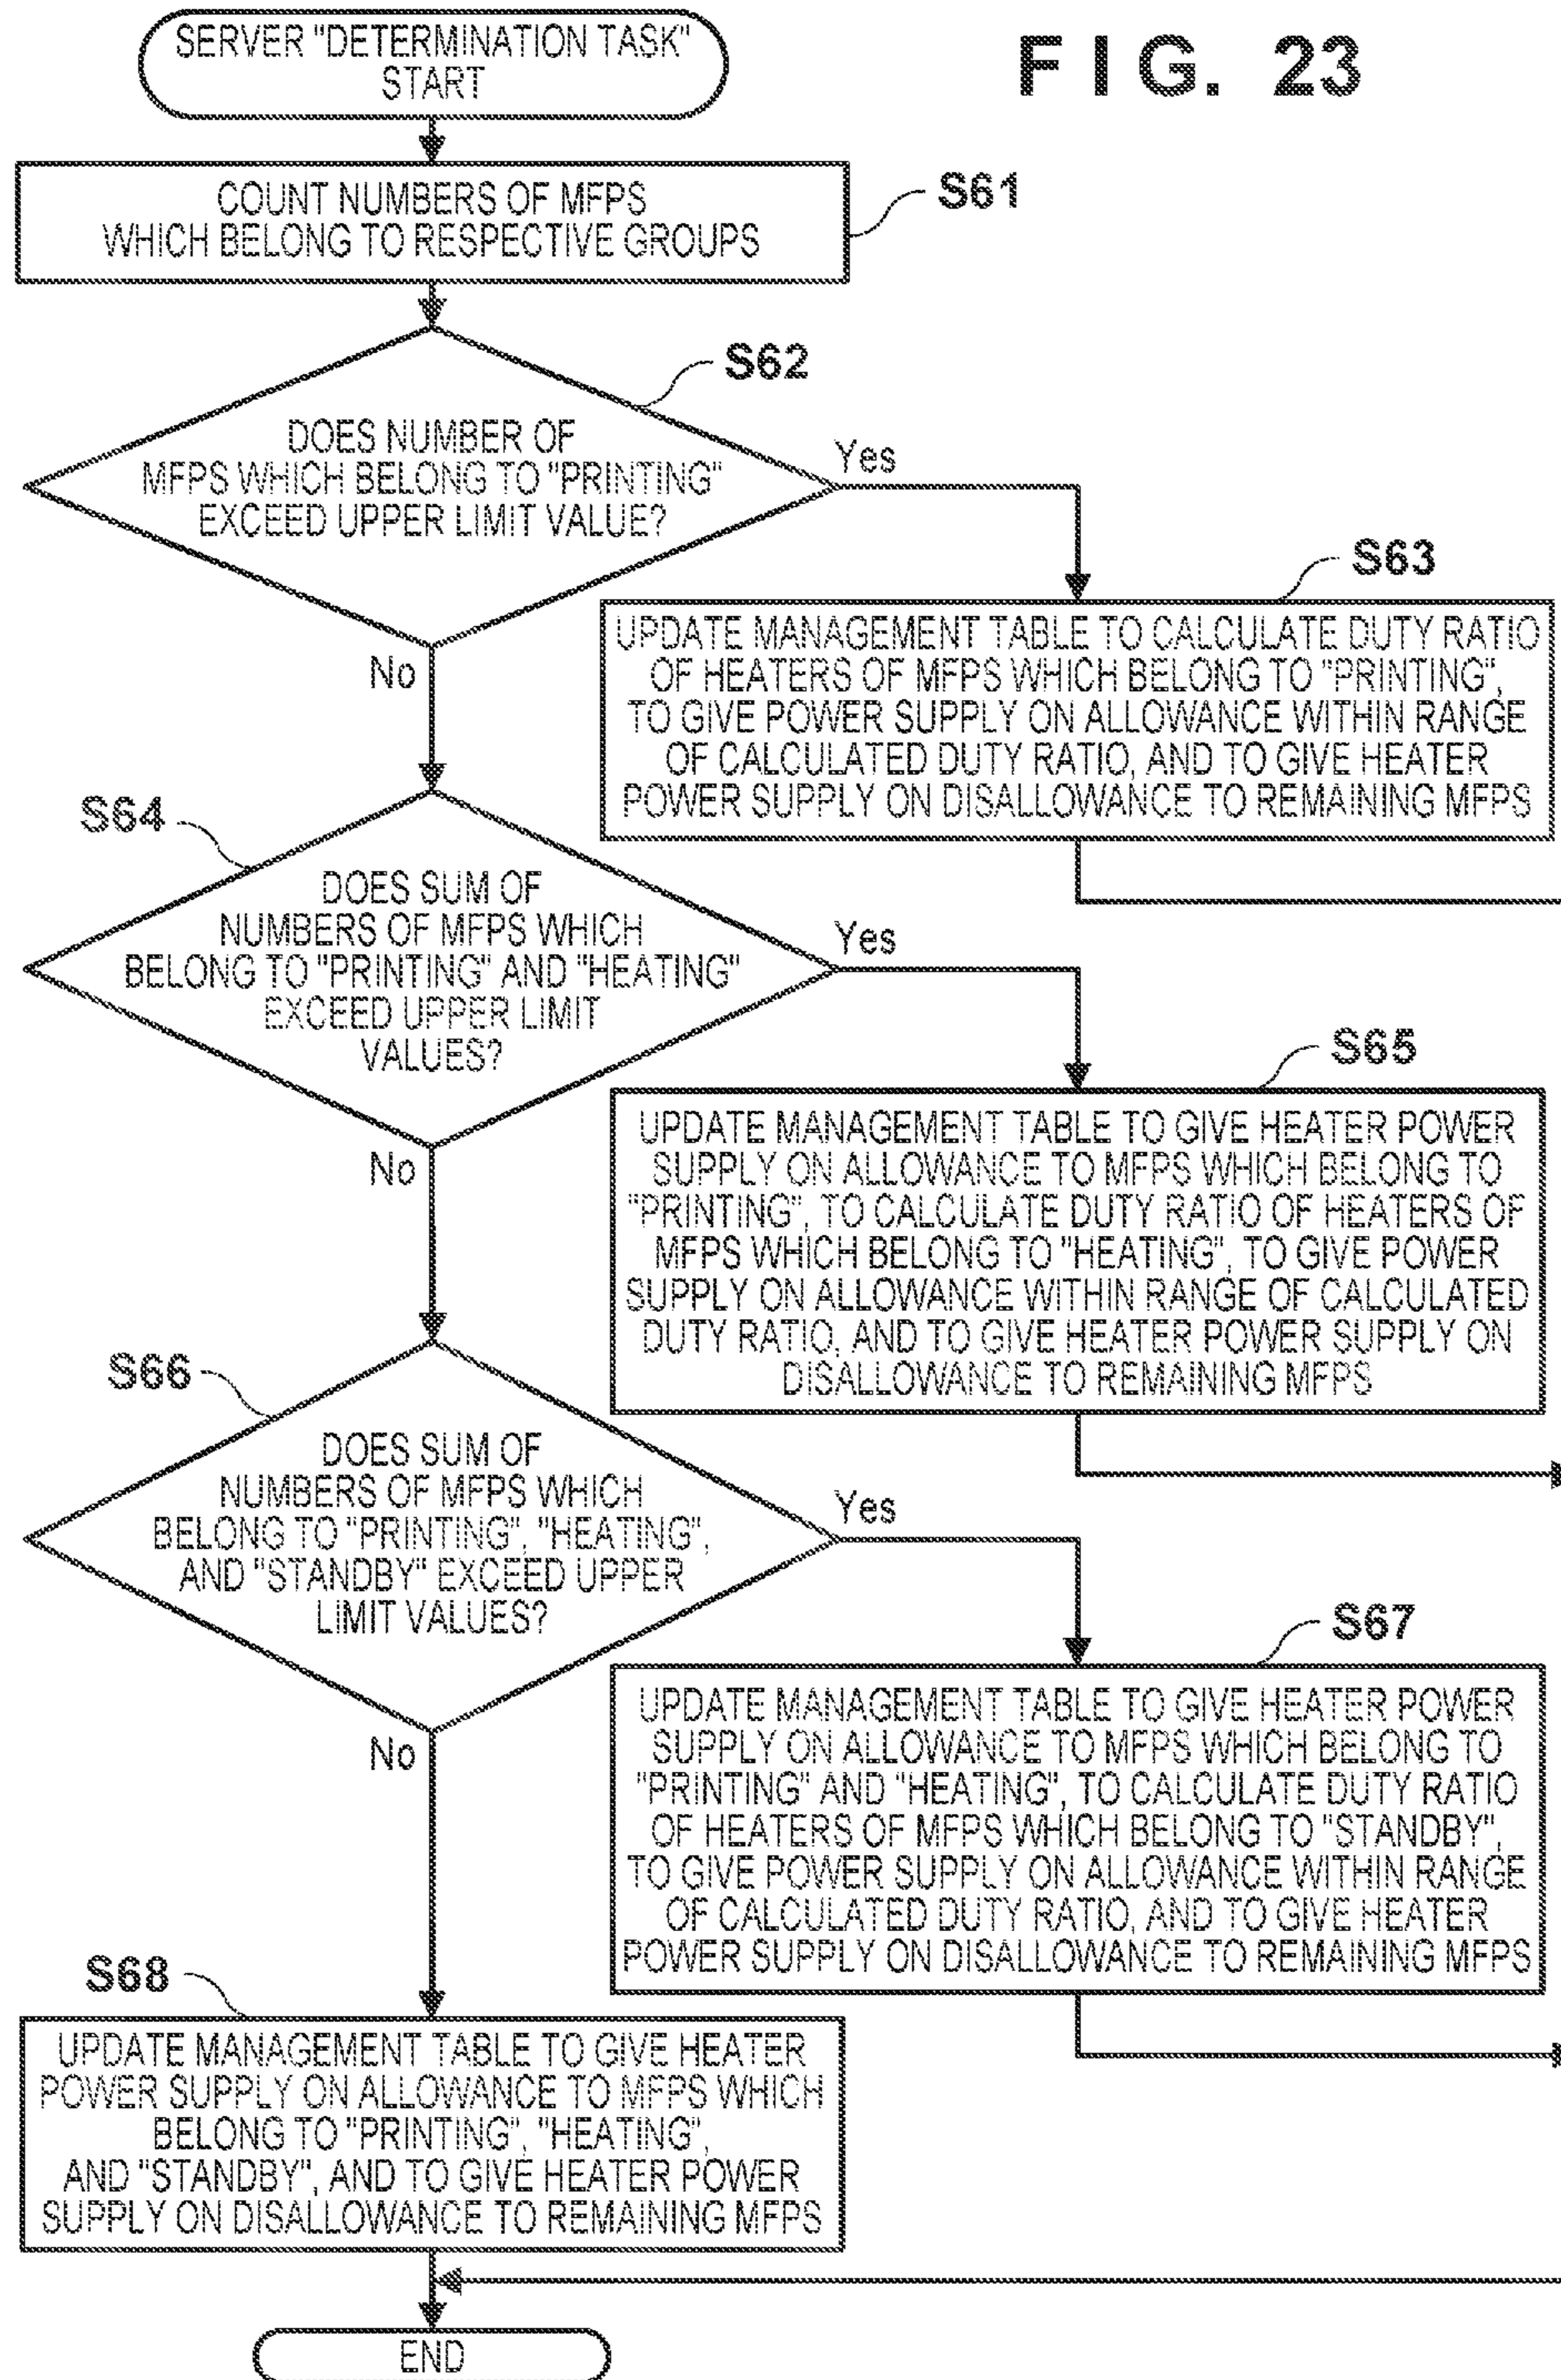 SERVER "DETERMINATION TASK"
START
FIG. 23
COUNT NUMBERS OF MFPS
WHICH BELONG TO RESPECTIVE GROUPS
S61
S62
DOES NUMBER OF
MFPS WHICH BELONG TO "PRINTING"
EXCEED UPPER LIMIT VALUE?
Yes
No
S63
UPDATE MANAGEMENT TABLE TO CALCULATE DUTY RATIO
OF HEATERS OF MFPS WHICH BELONG TO "PRINTING",
TO GIVE POWER SUPPLY ON ALLOWANCE WITHIN RANGE
OF CALCULATED DUTY RATIO, AND TO GIVE HEATER
POWER SUPPLY ON DISALLOWANCE TO REMAINING MFPS
S64
DOES SUM OF
NUMBERS OF MFPS WHICH
BELONG TO "PRINTING" AND "HEATING"
EXCEED UPPER LIMIT
VALUES?
Yes
No
S65
UPDATE MANAGEMENT TABLE TO GIVE HEATER POWER
SUPPLY ON ALLOWANCE TO MFPS WHICH BELONG TO
"PRINTING", TO CALCULATE DUTY RATIO OF HEATERS OF
MFPS WHICH BELONG TO "HEATING", TO GIVE POWER
SUPPLY ON ALLOWANCE WITHIN RANGE OF CALCULATED
DUTY RATIO, AND TO GIVE HEATER POWER SUPPLY ON
DISALLOWANCE TO REMAINING MFPS
S66
DOES SUM OF
NUMBERS OF MFPS WHICH
BELONG TO "PRINTING", "HEATING",
AND "STANDBY" EXCEED UPPER
LIMIT VALUES?
Yes
No
S67
UPDATE MANAGEMENT TABLE TO GIVE HEATER POWER
SUPPLY ON ALLOWANCE TO MFPS WHICH BELONG TO
"PRINTING" AND "HEATING", TO CALCULATE DUTY RATIO
OF HEATERS OF MFPS WHICH BELONG TO "STANDBY",
TO GIVE POWER SUPPLY ON ALLOWANCE WITHIN RANGE
OF CALCULATED DUTY RATIO, AND TO GIVE HEATER
POWER SUPPLY ON DISALLOWANCE TO REMAINING MFPS
S68
UPDATE MANAGEMENT TABLE TO GIVE HEATER
POWER SUPPLY ON ALLOWANCE TO MFPS WHICH
BELONG TO "PRINTING", "HEATING",
AND "STANDBY", AND TO GIVE HEATER POWER
SUPPLY ON DISALLOWANCE TO REMAINING MFPS
END